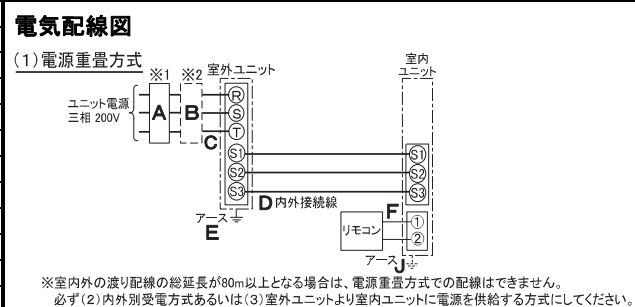 電気配線図
(1)電源重畳方式
※1
※2
室外ユニット
室内
ユニット
ユニット電源
三相 200V
A
B
C
R
S
T
S1
S2
S3
S1
S2
S3
D 内外接続線
アース
E
リモコン
F
1
2
アース J
※室内外の渡り配線の総延長が80m以上となる場合は、電源重畳方式での配線はできません。
必ず(2)内外別受電方式あるいは(3)室外ユニットより室内ユニットに電源を供給する方式にしてください。